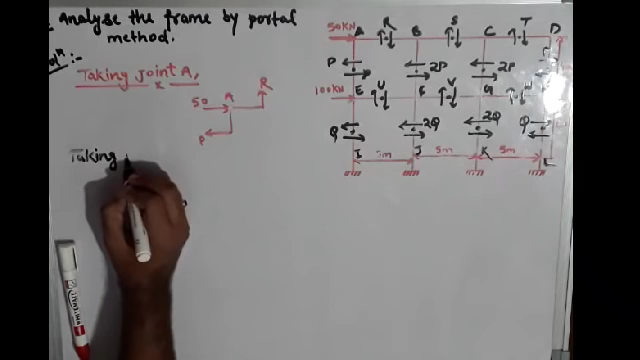 Analyse the frame by portal
method.
Solⁿ:-
Taking joint A,
50 A R
P
Taking
50KN A R B S C T D
P 2P 2P
100KN E U F V G
Q 2Q 2Q Q
I J K L
5m 5m 5m